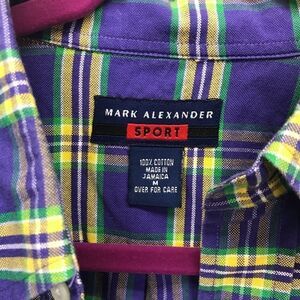 MARK ALEXANDER
SPORT
100% COTTON
MADE IN
JAMAICA
M
OVER FOR CARE